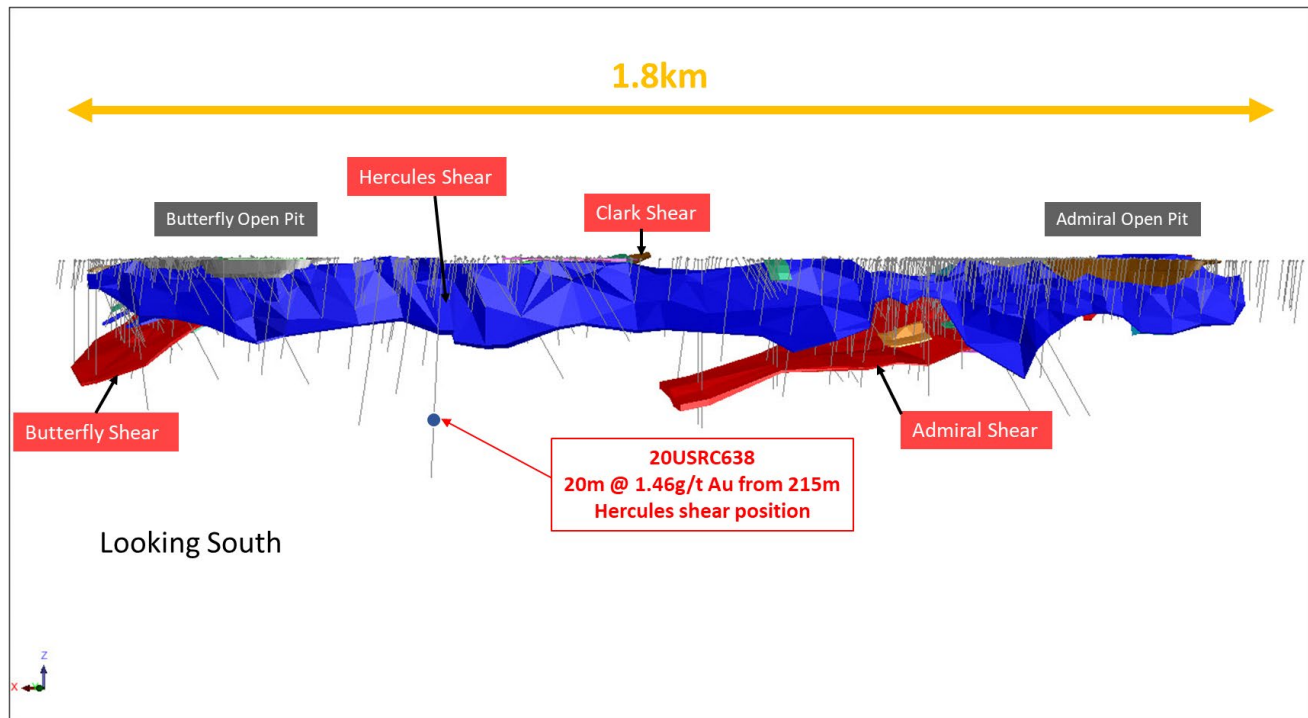 1.8km
Hercules Shear
Butterfly Open Pit
Clark Shear
Admiral Open Pit
Butterfly Shear
Admiral Shear
20USRC638
20m @ 1.46g/t Au from 215m
Hercules shear position
Looking South
Z
X